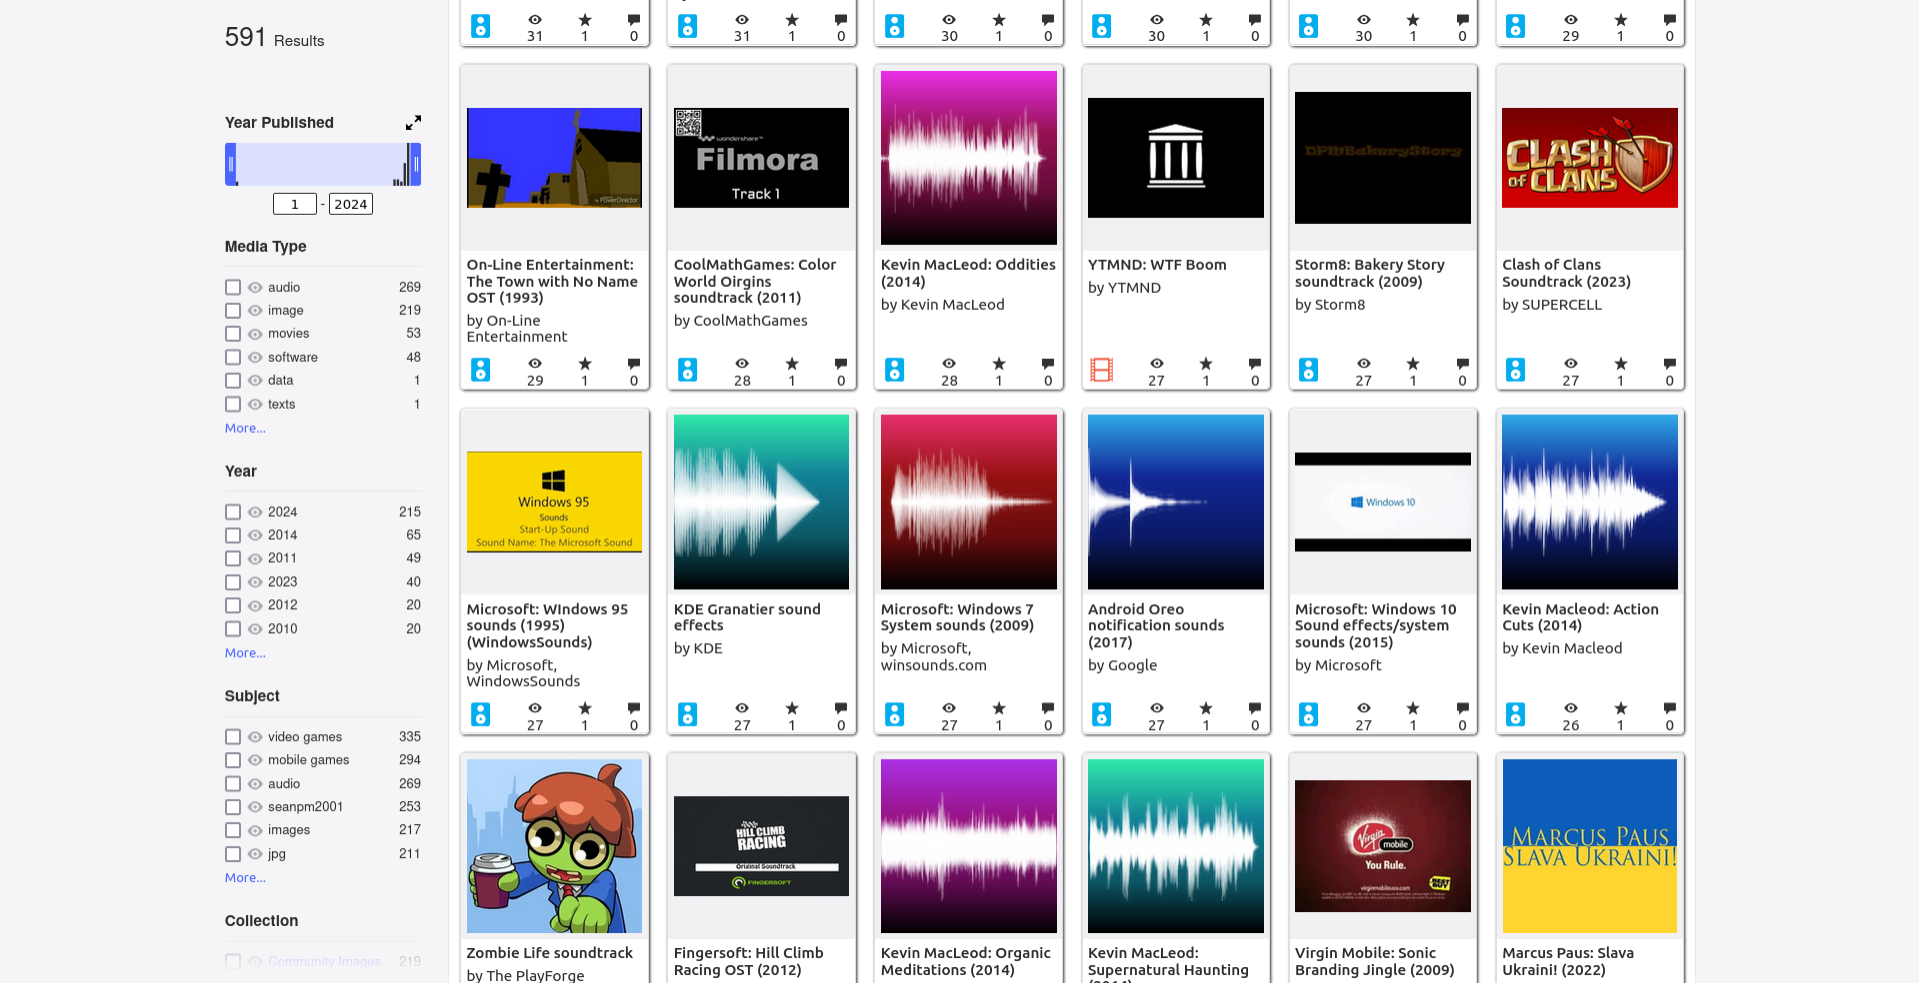 591 Results
Year Published
1 - 2024
Media Type
audio 269
image 219
movies 53
software 48
data 1
texts 1
More...
Year
2024 215
2014 65
2011 49
2023 40
2012 20
2010 20
More...
Subject
video games 335
mobile games 294
audio 269
seanpm2001 253
images 217
jpg 211
More...
Collection
Community Images 219
31 1 0
31 1 0
30 1 0
30 1 0
30 1 0
29 1 0
by PowerDirector
On-Line Entertainment:
The Town with No Name
OST (1993)
by On-Line
Entertainment
29 1 0
wondershare™
Filmora
Track 1
CoolMathGames: Color
World Oirgins
soundtrack (2011)
by CoolMathGames
28 1 0
Kevin MacLeod: Oddities
(2014)
by Kevin MacLeod
28 1 0
YTMND: WTF Boom
by YTMND
27 1 0
DPMBakeryStory
Storm8: Bakery Story
soundtrack (2009)
by Storm8
27 1 0
CLASH
OF CLANS
Clash of Clans
Soundtrack (2023)
by SUPERCELL
27 1 0
Windows 95
Sounds
Start-Up Sound
Sound Name: The Microsoft Sound
Microsoft: WIndows 95
sounds (1995)
(WindowsSounds)
by Microsoft,
WindowsSounds
27 1 0
KDE Granatier sound
effects
by KDE
27 1 0
Microsoft: Windows 7
System sounds (2009)
by Microsoft,
winsounds.com
27 1 0
Android Oreo
notification sounds
(2017)
by Google
27 1 0
Windows 10
Microsoft: Windows 10
Sound effects/system
sounds (2015)
by Microsoft
27 1 0
Kevin Macleod: Action
Cuts (2014)
by Kevin Macleod
26 1 0
Zombie Life soundtrack
by The PlayForge
HILL CLIMB
RACING
Original Soundtrack
FINGERSOFT
Fingersoft: Hill Climb
Racing OST (2012)
Kevin MacLeod: Organic
Meditations (2014)
Kevin MacLeod:
Supernatural Haunting
(2014)
Virgin
mobile
You Rule.
virginmobileusa.com
BEST
BUY
Virgin Mobile: Sonic
Branding Jingle (2009)
MARCUS PAUS
SLAVA UKRAINI!
Marcus Paus: Slava
Ukraini! (2022)